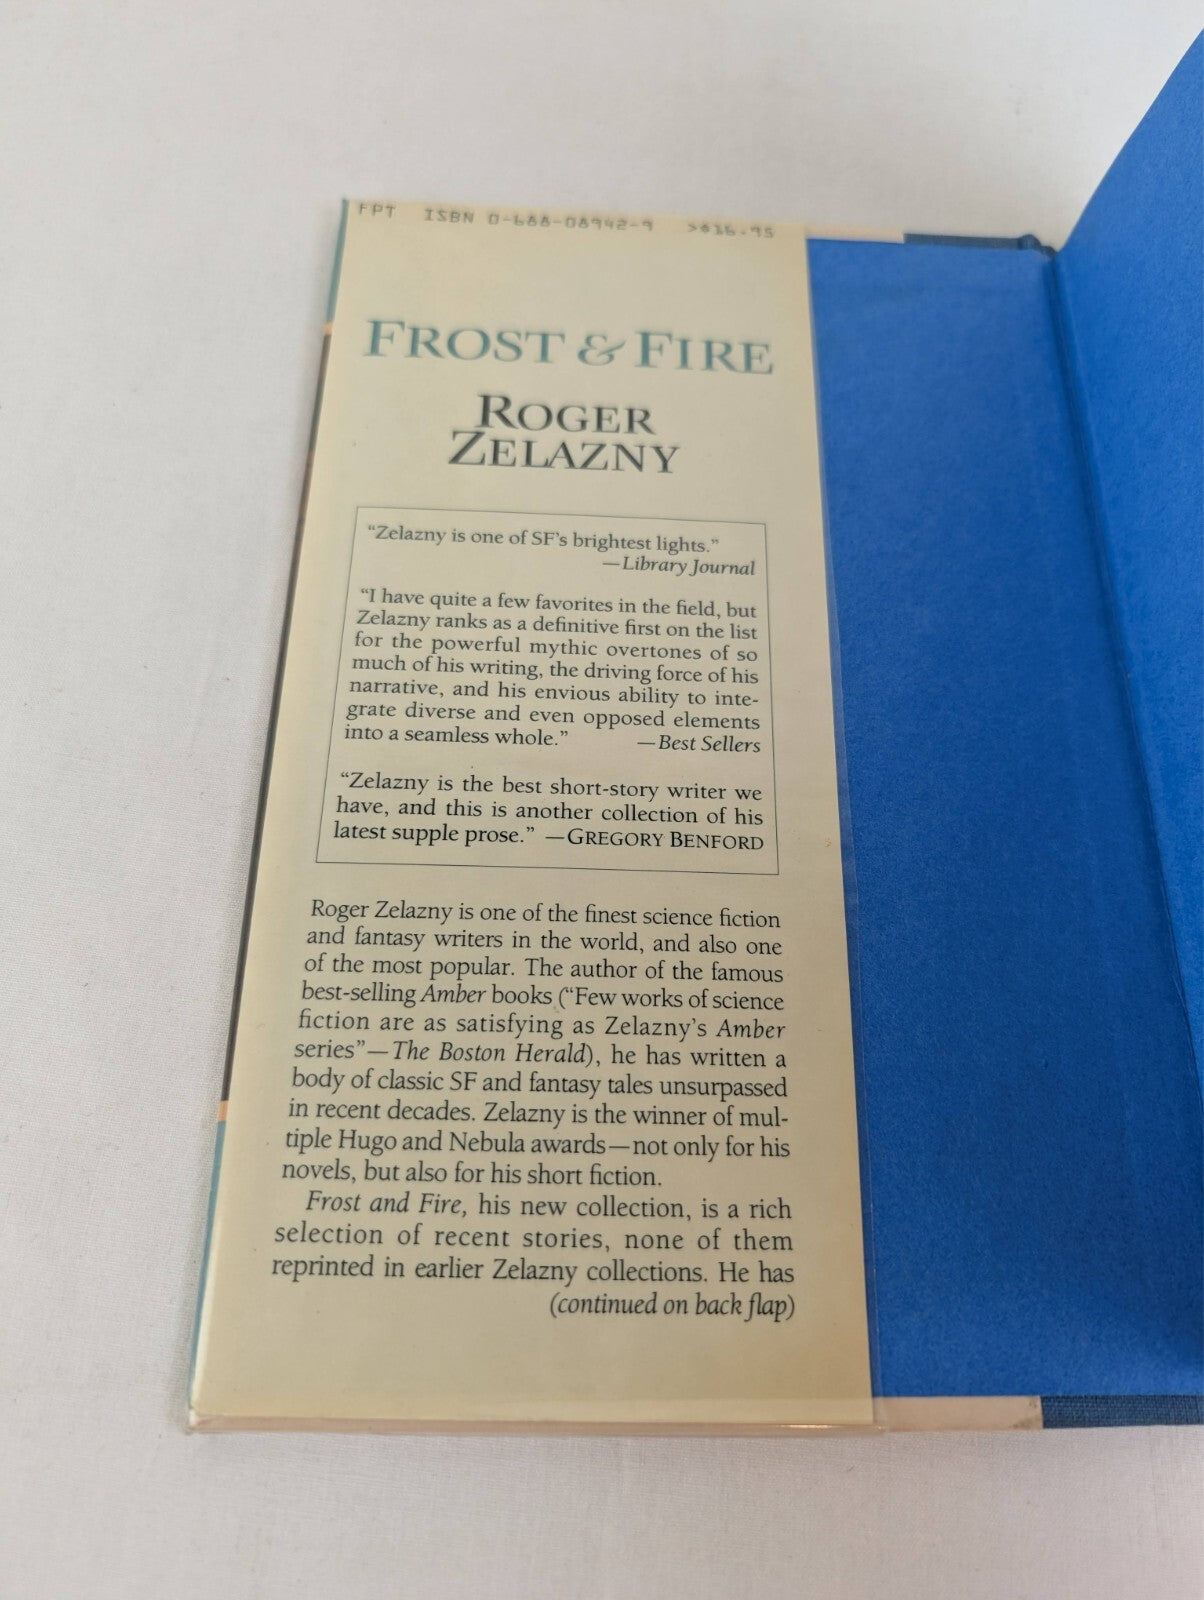 FPT ISBN 0-688-08942-9 >$16.95
FROST & FIRE
ROGER
ZELAZNY
“Zelazny is one of SF’s brightest lights.”
—Library Journal
“I have quite a few favorites in the field, but
Zelazny ranks as a definitive first on the list
for the powerful mythic overtones of so
much of his writing, the driving force of his
narrative, and his envious ability to inte-
grate diverse and even opposed elements
into a seamless whole.” —Best Sellers
“Zelazny is the best short-story writer we
have, and this is another collection of his
latest supple prose.” —GREGORY BENFORD
Roger Zelazny is one of the finest science fiction
and fantasy writers in the world, and also one
of the most popular. The author of the famous
best-selling Amber books (“Few works of science
fiction are as satisfying as Zelazny’s Amber
series”—The Boston Herald), he has written a
body of classic SF and fantasy tales unsurpassed
in recent decades. Zelazny is the winner of mul-
tiple Hugo and Nebula awards—not only for his
novels, but also for his short fiction.
Frost and Fire, his new collection, is a rich
selection of recent stories, none of them
reprinted in earlier Zelazny collections. He has
(continued on back flap)